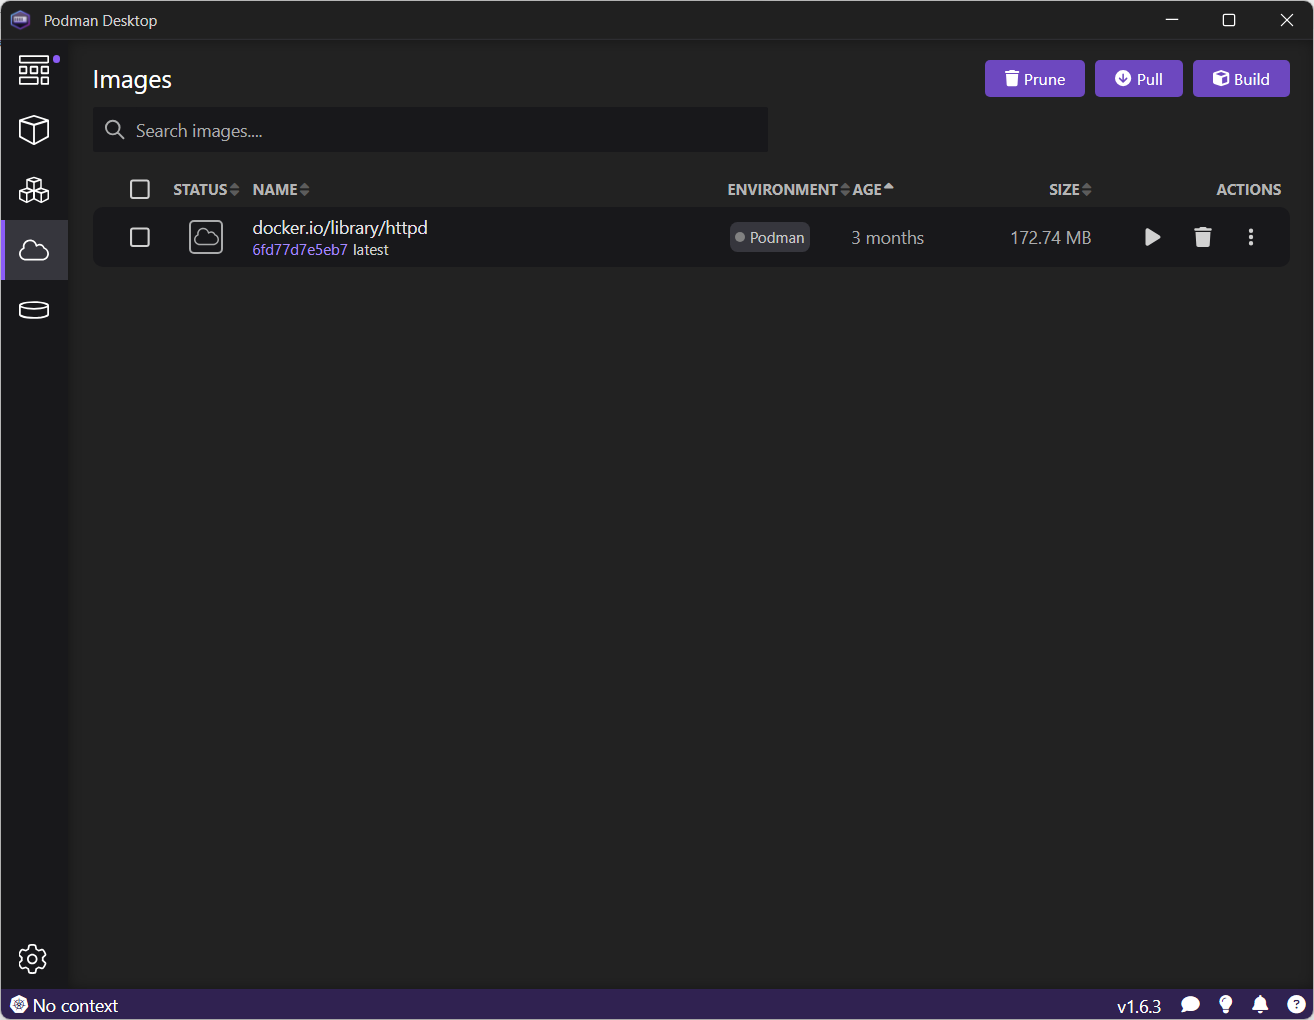 Podman Desktop
Images
Prune Pull Build
Search images....
STATUS NAME ENVIRONMENT AGE SIZE ACTIONS
docker.io/library/httpd
6fd77d7e5eb7 latest
Podman 3 months 172.74 MB
No context v1.6.3